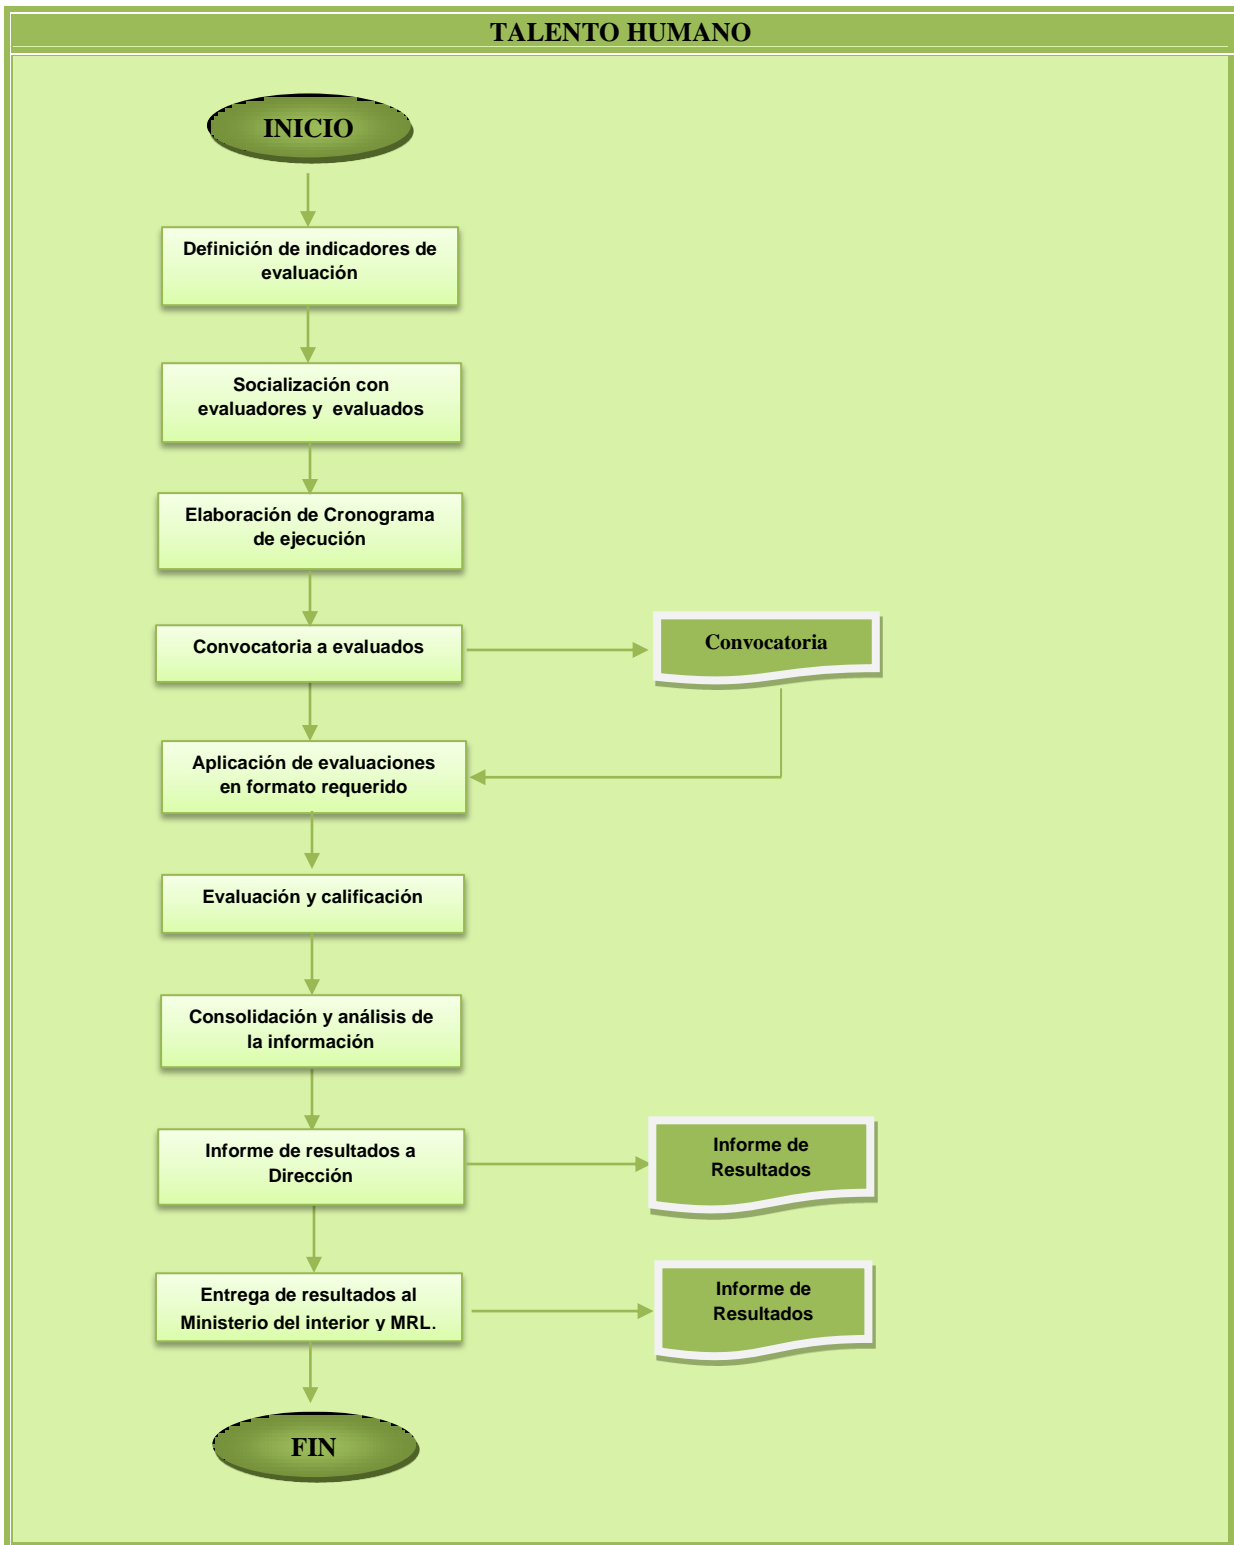 TALENTO HUMANO
INICIO
Definición de indicadores de
evaluación
Socialización con
evaluadores y evaluados
Elaboración de Cronograma
de ejecución
Convocatoria a evaluados
Convocatoria
Aplicación de evaluaciones
en formato requerido
Evaluación y calificación
Consolidación y análisis de
la información
Informe de resultados a
Dirección
Informe de
Resultados
Entrega de resultados al
Ministerio del interior y MRL.
Informe de
Resultados
FIN